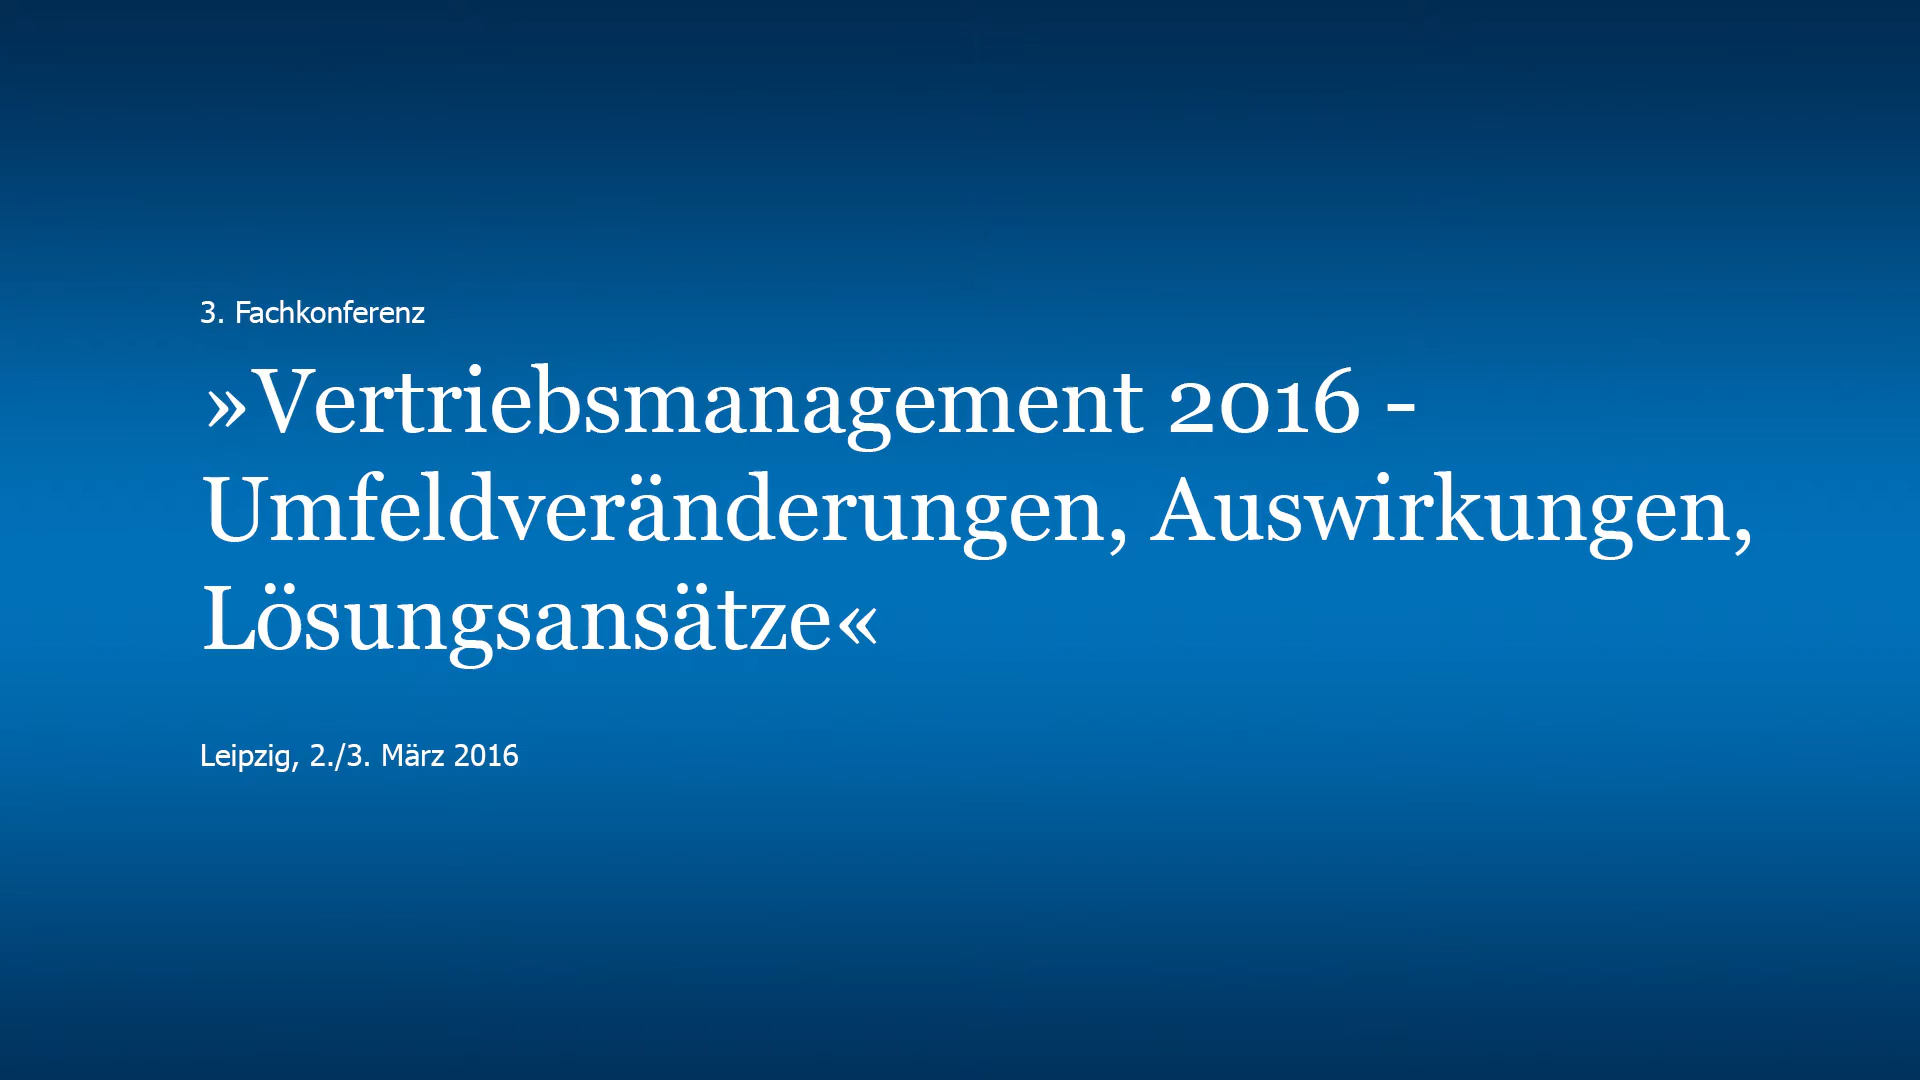 3. Fachkonferenz
»Vertriebsmanagement 2016 -
Umfeldveränderungen, Auswirkungen,
Lösungsansätze«
Leipzig, 2./3. März 2016